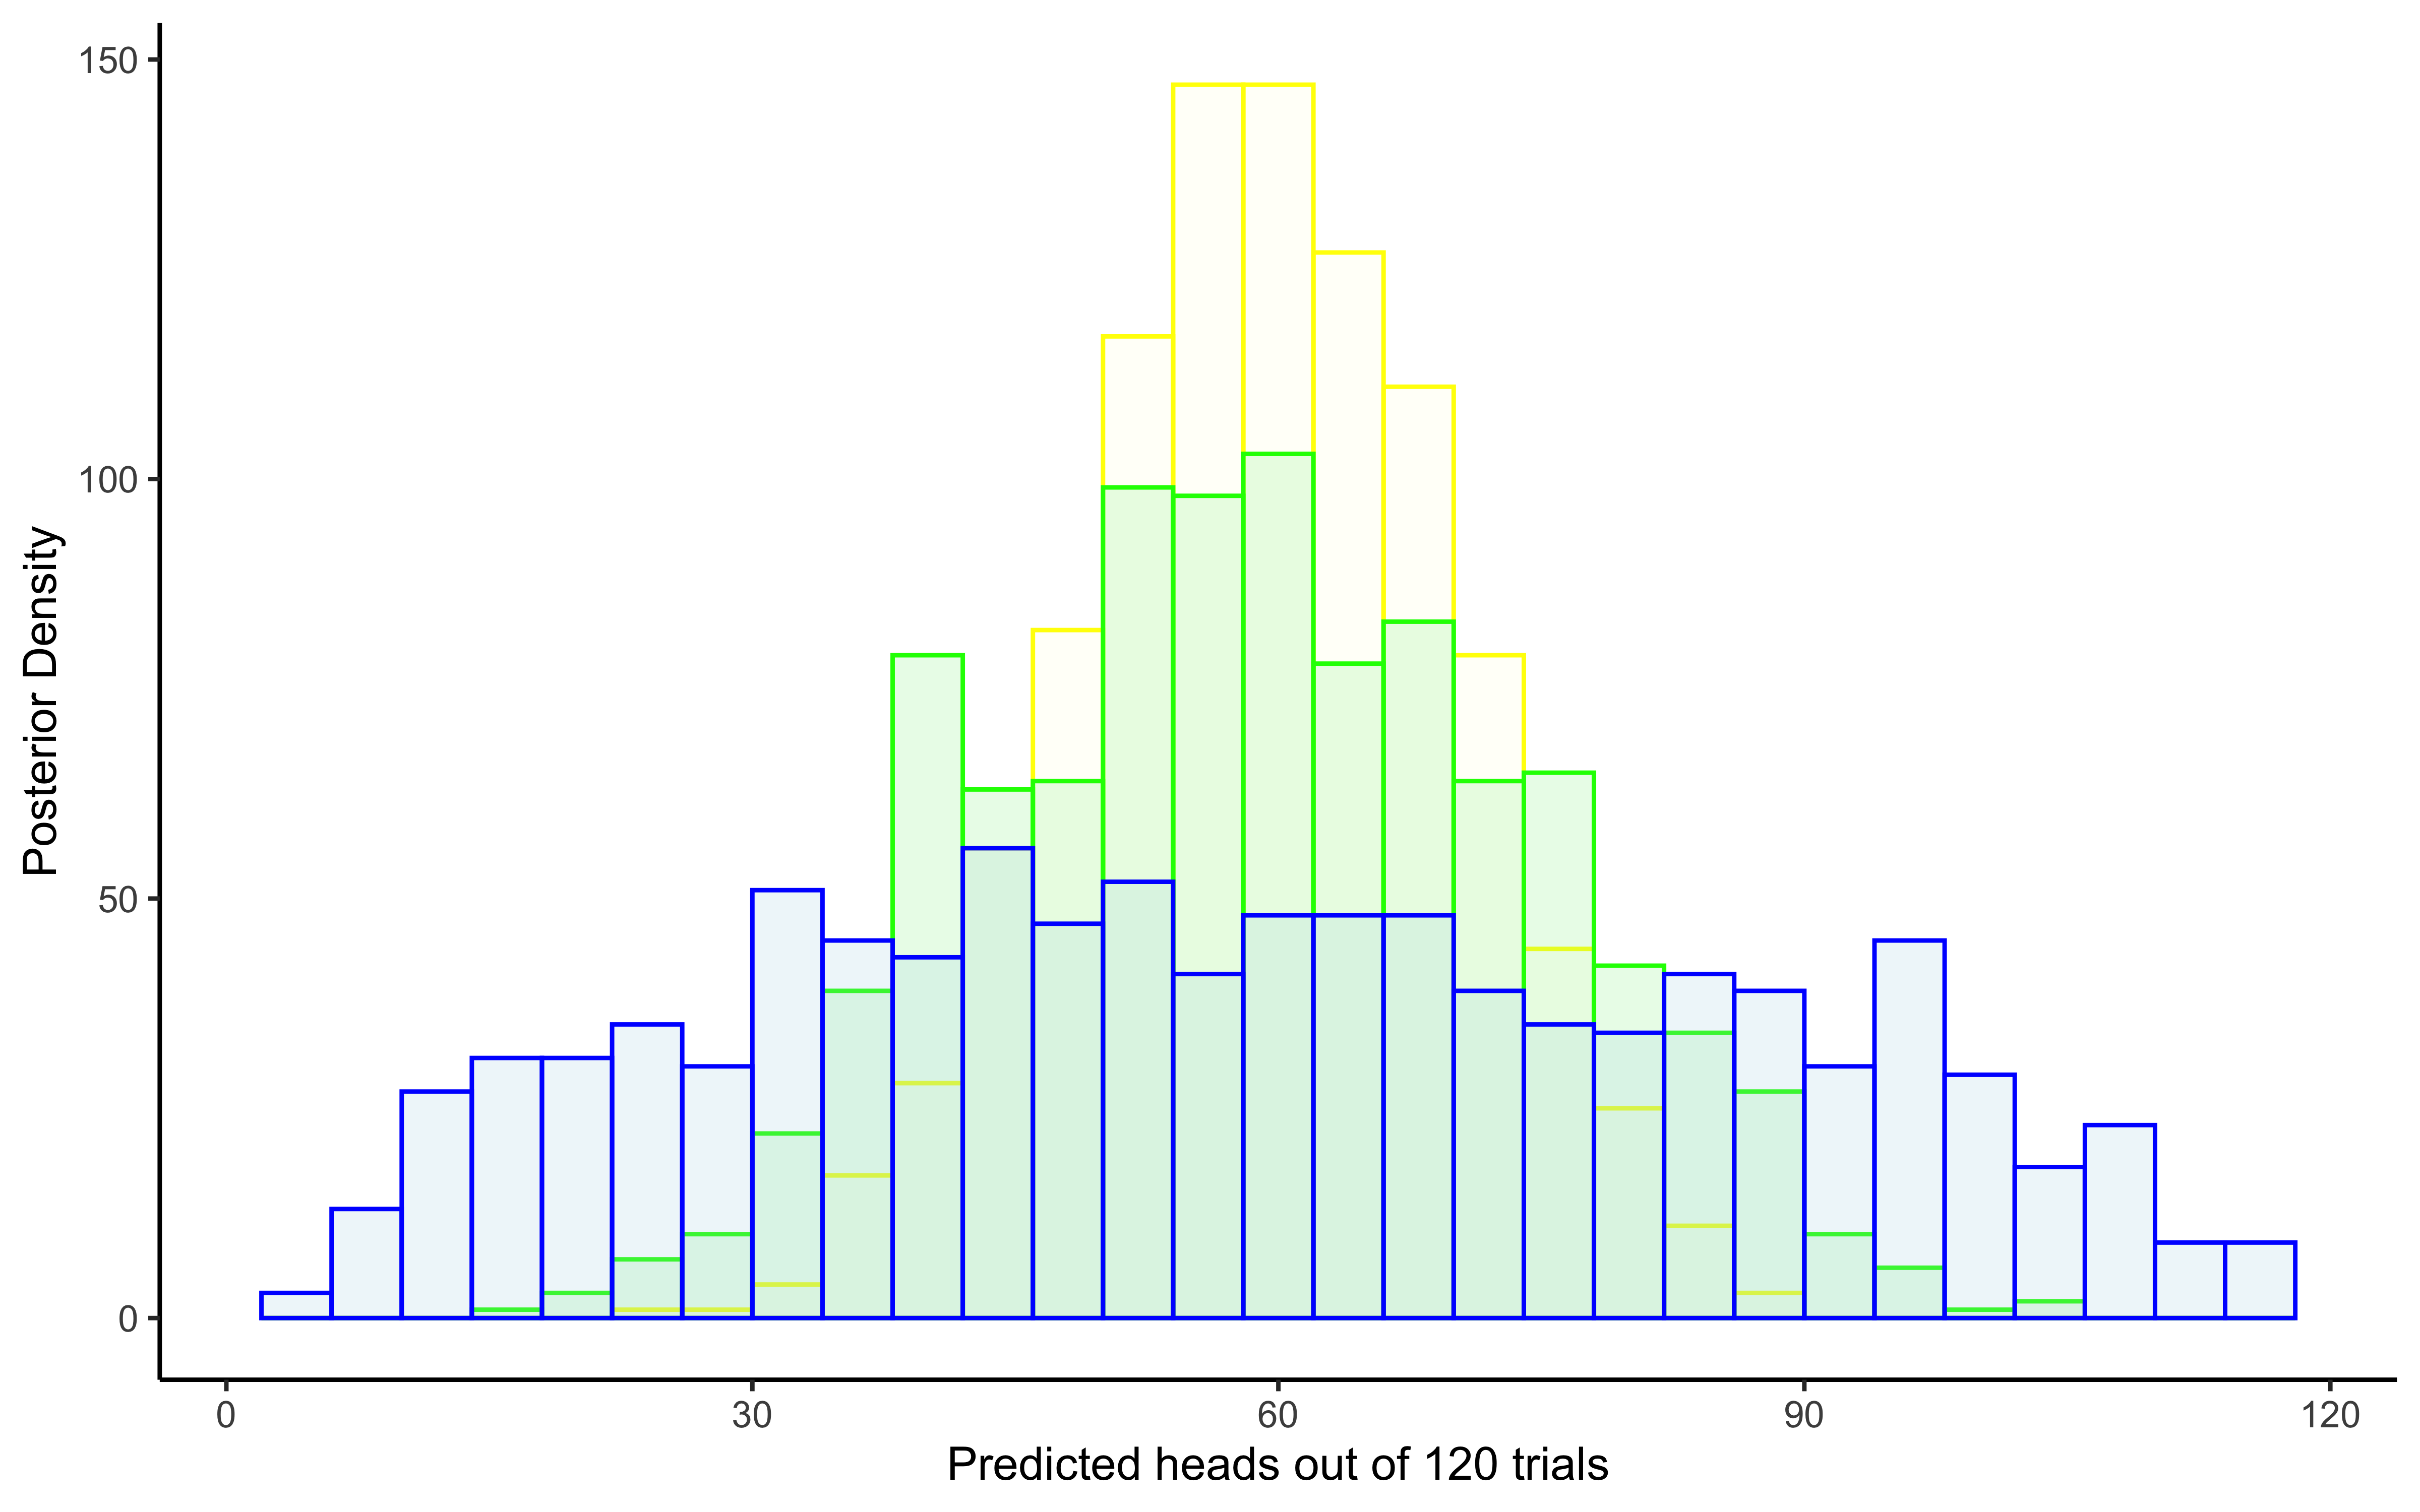 Posterior Density
150
100
50
0
0 30 60 90 120
Predicted heads out of 120 trials